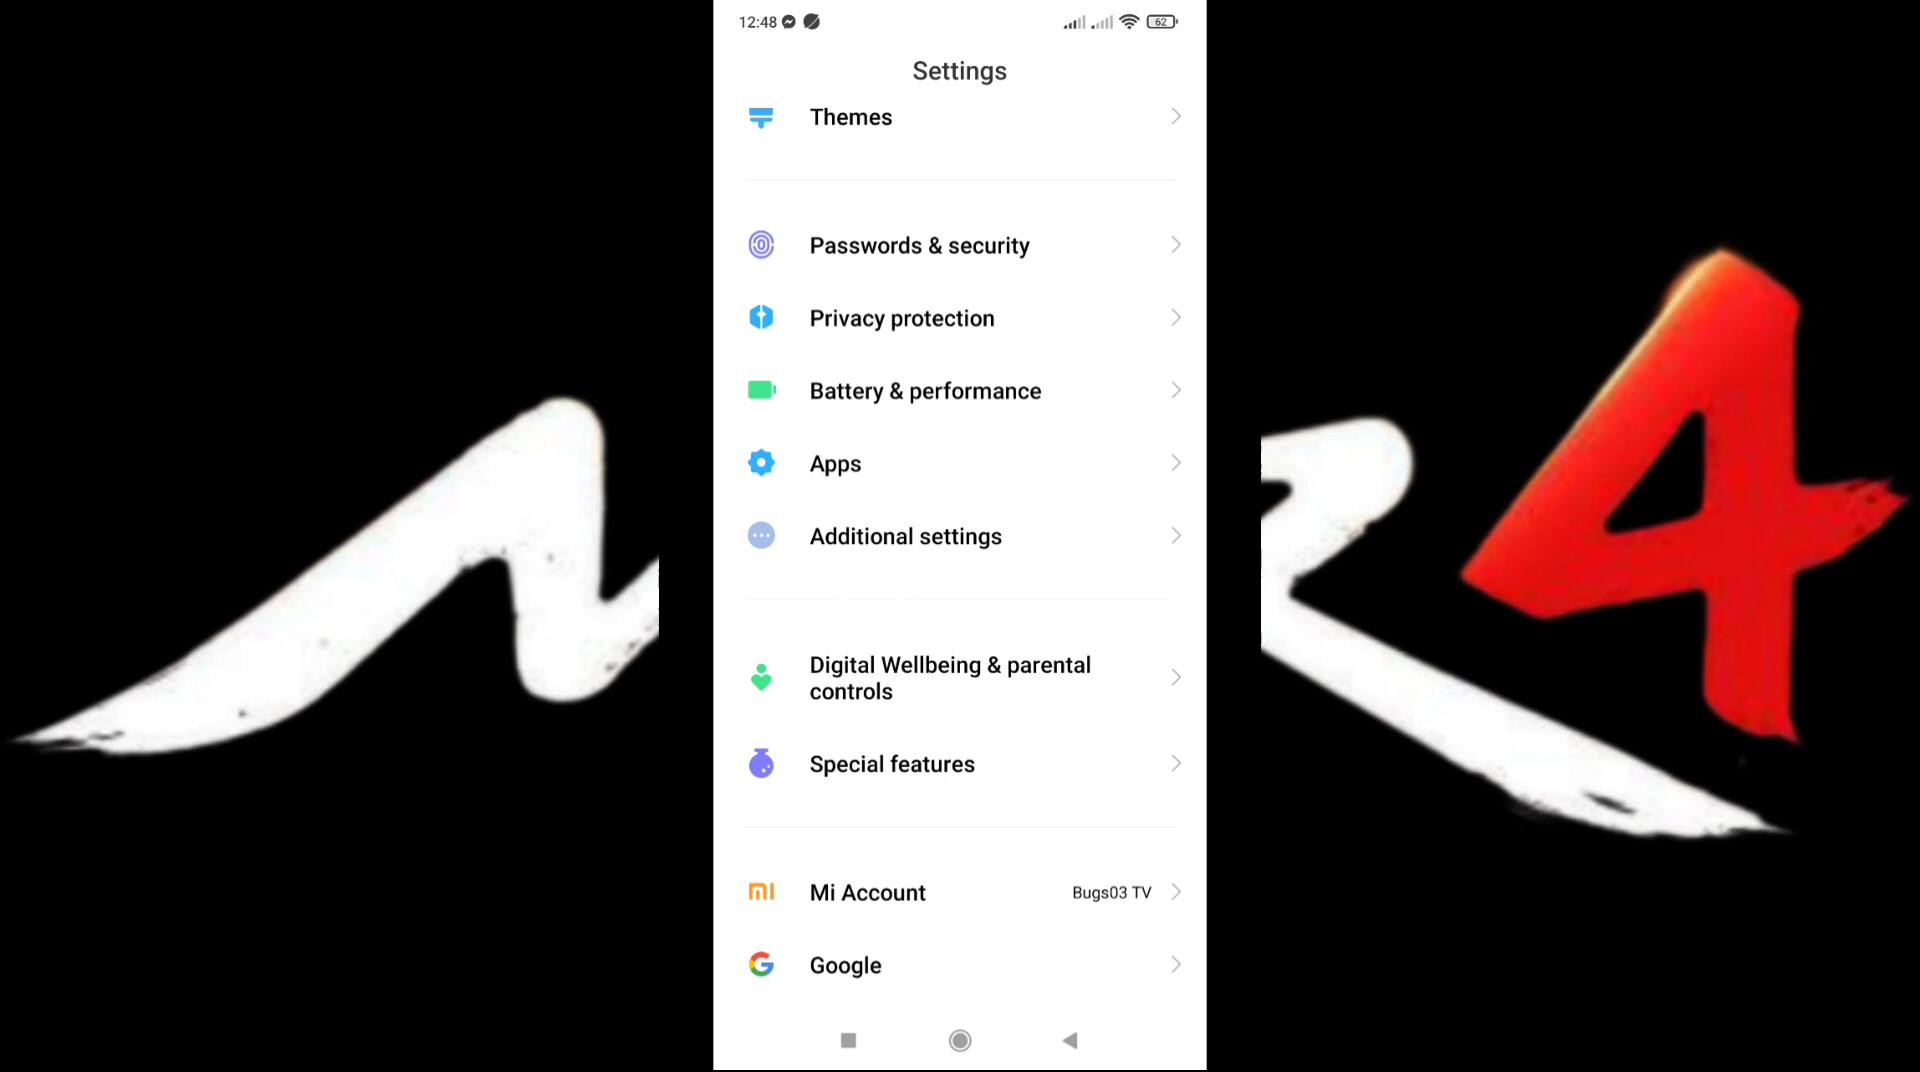 12:48
62
Settings
Themes
Passwords & security
Privacy protection
Battery & performance
Apps
Additional settings
Digital Wellbeing & parental
controls
Special features
Mi Account
Bugs03 TV
Google
4